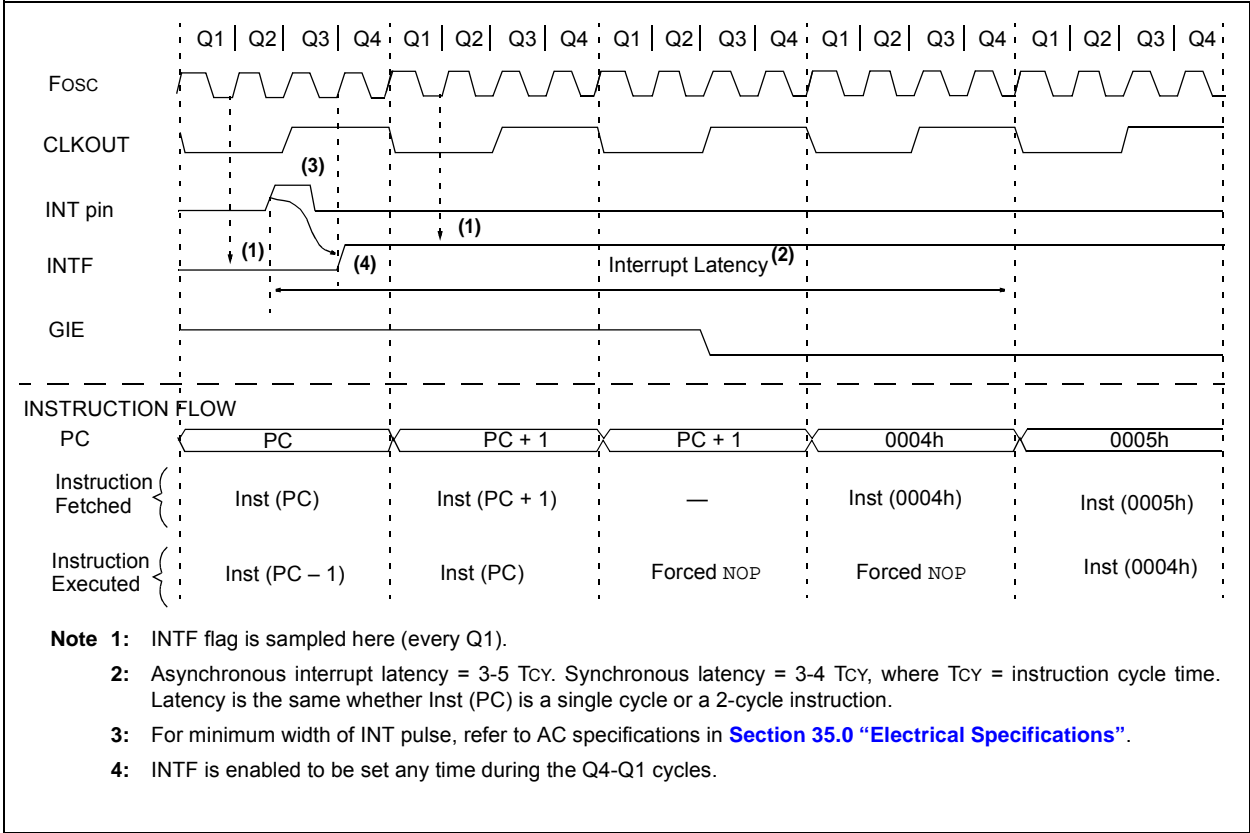 Q1 | Q2 | Q3 | Q4 Q1 | Q2 | Q3 | Q4 Q1 | Q2 | Q3 | Q4 Q1 | Q2 | Q3 | Q4 Q1 | Q2 | Q3 | Q4
FOSC
CLKOUT
(3)
INT pin
(1)
(1)
INTF
(4)
Interrupt Latency(2)
GIE
INSTRUCTION FLOW
PC PC PC + 1 PC + 1 0004h 0005h
Instruction
Fetched
Inst (PC) Inst (PC + 1) — Inst (0004h) Inst (0005h)
Instruction
Executed
Inst (PC – 1) Inst (PC) Forced NOP Forced NOP Inst (0004h)
Note 1: INTF flag is sampled here (every Q1).
2: Asynchronous interrupt latency = 3-5 TCY. Synchronous latency = 3-4 TCY, where TCY = instruction cycle time.
Latency is the same whether Inst (PC) is a single cycle or a 2-cycle instruction.
3: For minimum width of INT pulse, refer to AC specifications in Section 35.0 “Electrical Specifications”.
4: INTF is enabled to be set any time during the Q4-Q1 cycles.